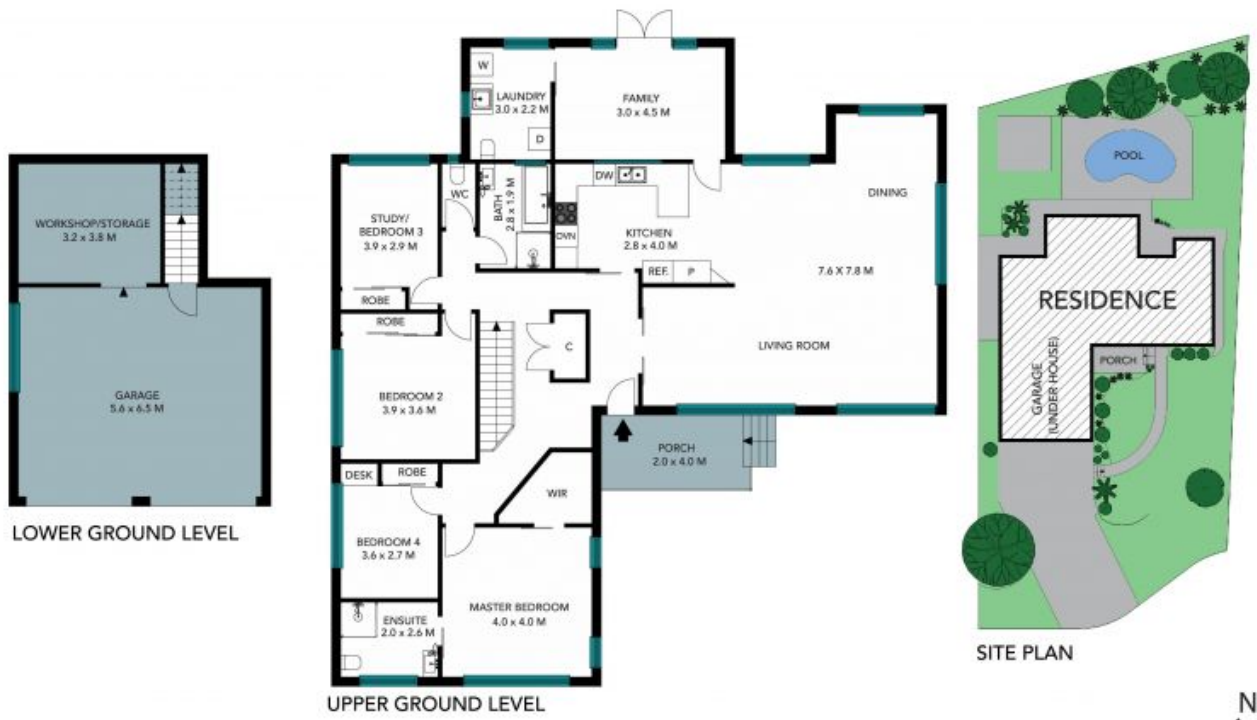 WORKSHOP/STORAGE
3.2 x 3.8 M
GARAGE
5.6 x 6.5 M
LOWER GROUND LEVEL
W
LAUNDRY
3.0 x 2.2 M
D
FAMILY
3.0 x 4.5 M
WC
BATH
2.8 x 1.9 M
DW
OVN
KITCHEN
2.8 x 4.0 M
REF.
P
DINING
7.6 X 7.8 M
LIVING ROOM
STUDY/
BEDROOM 3
3.9 x 2.9 M
ROBE
ROBE
BEDROOM 2
3.9 x 3.6 M
C
PORCH
2.0 x 4.0 M
DESK
ROBE
WIR
BEDROOM 4
3.6 x 2.7 M
MASTER BEDROOM
4.0 x 4.0 M
ENSUITE
2.0 x 2.6 M
UPPER GROUND LEVEL
POOL
RESIDENCE
PORCH
GARAGE
(UNDER HOUSE)
SITE PLAN
N